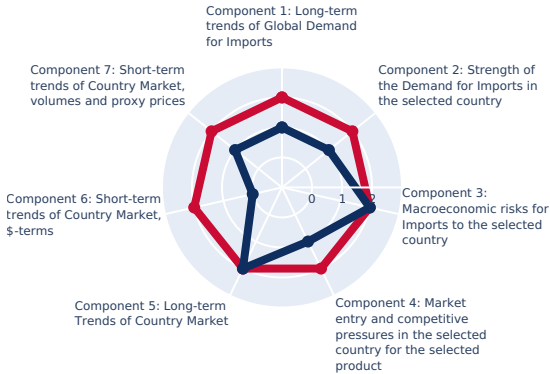 Component 1: Long-term
trends of Global Demand
for Imports
Component 2: Strength of
the Demand for Imports in
the selected country
Component 3:
Macroeconomic risks for
Imports to the selected
country
Component 4: Market
entry and competitive
pressures in the selected
country for the selected
product
Component 5: Long-term
Trends of Country Market
Component 6: Short-term
trends of Country Market,
$-terms
Component 7: Short-term
trends of Country Market,
volumes and proxy prices
0 1 2